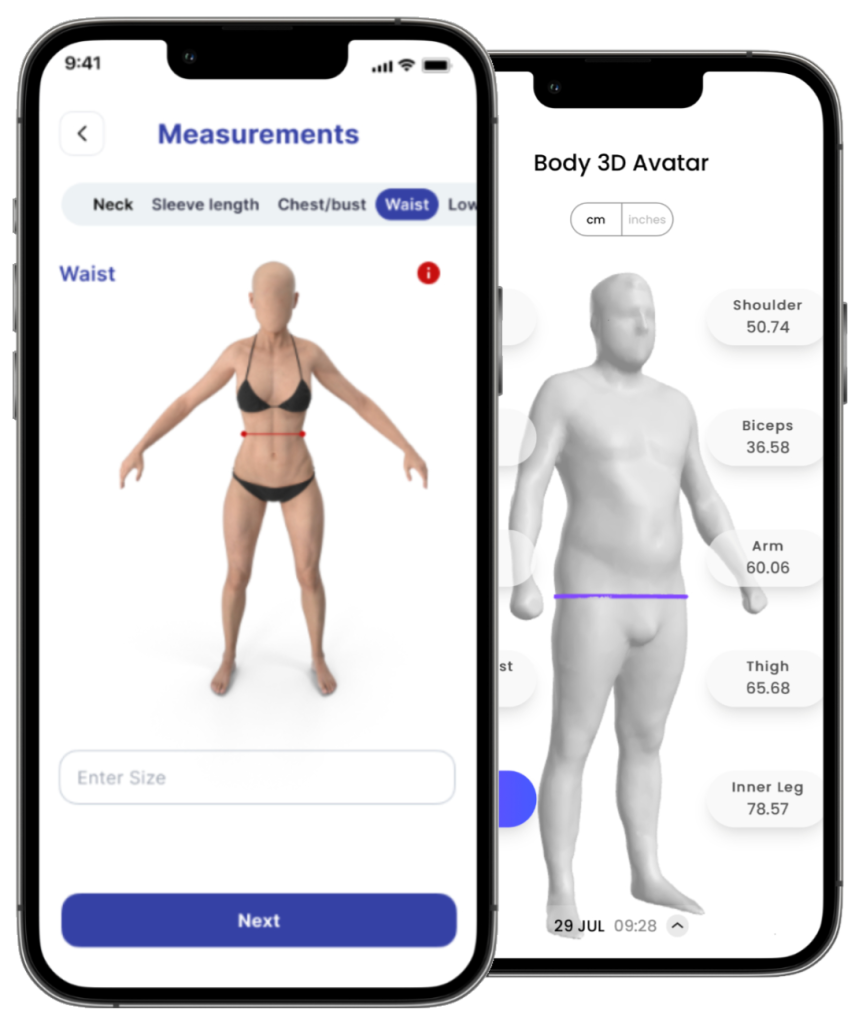 9:41
Measurements
Neck Sleeve length Chest/bust Waist Low
Waist
Enter Size
Next
Body 3D Avatar
cm inches
Shoulder
50.74
Biceps
36.58
Arm
60.06
st
Thigh
65.68
Inner Leg
78.57
29 JUL 09:28